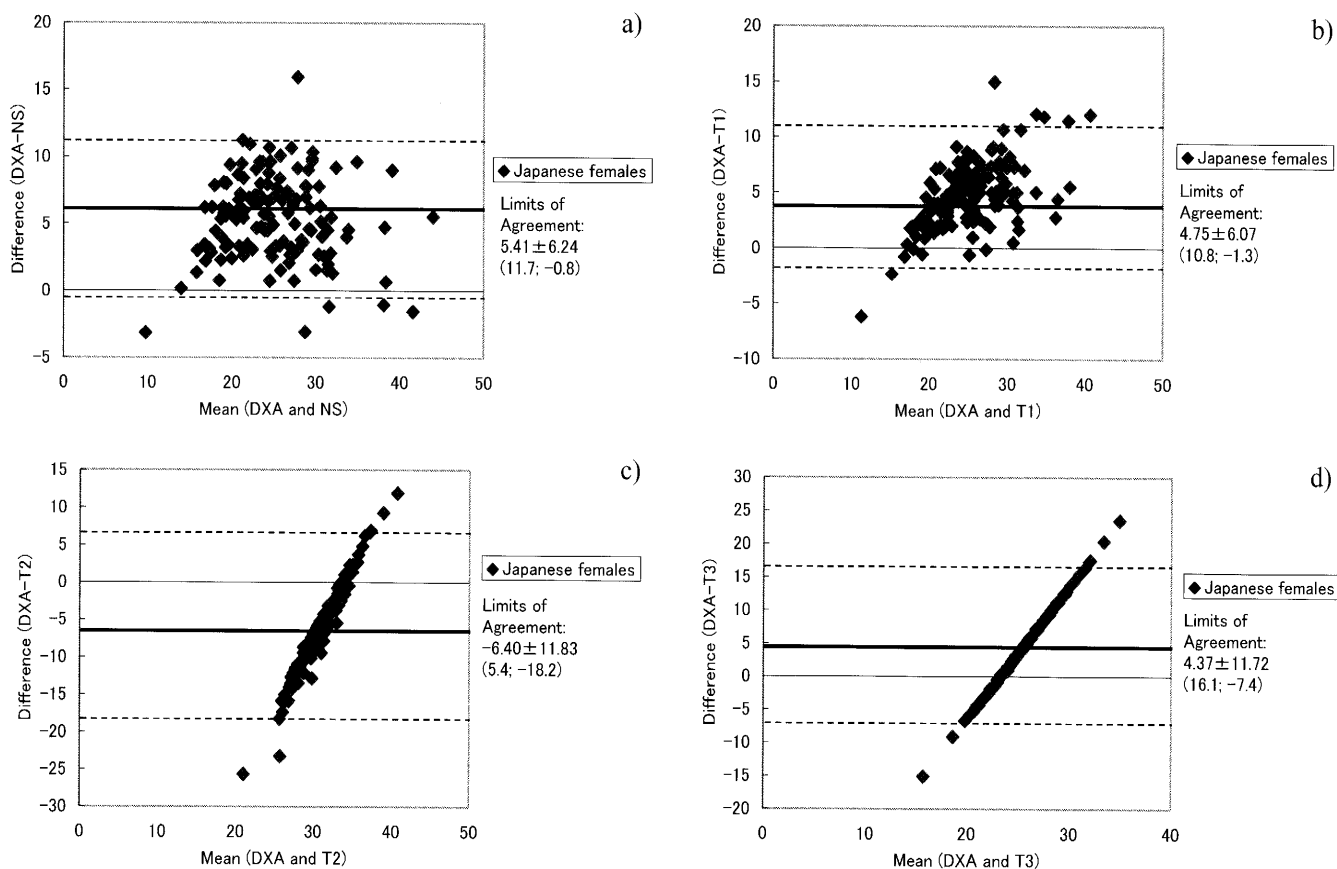 a)
20
15
10
5
0
-5
Difference (DXA-NS)
0 10 20 30 40 50
Mean (DXA and NS)
◆ Japanese females
Limits of
Agreement:
5.41±6.24
(11.7; -0.8)
b)
20
15
10
5
0
-5
-10
Difference (DXA-T1)
0 10 20 30 40 50
Mean (DXA and T1)
◆ Japanese females
Limits of
Agreement:
4.75±6.07
(10.8; -1.3)
c)
15
10
5
0
-5
-10
-15
-20
-25
-30
Difference (DXA-T2)
0 10 20 30 40 50
Mean (DXA and T2)
◆ Japanese females
Limits of
Agreement:
-6.40±11.83
(5.4; -18.2)
d)
30
25
20
15
10
5
0
-5
-10
-15
-20
Difference (DXA-T3)
0 10 20 30 40
Mean (DXA and T3)
◆ Japanese females
Limits of
Agreement:
4.37±11.72
(16.1; -7.4)